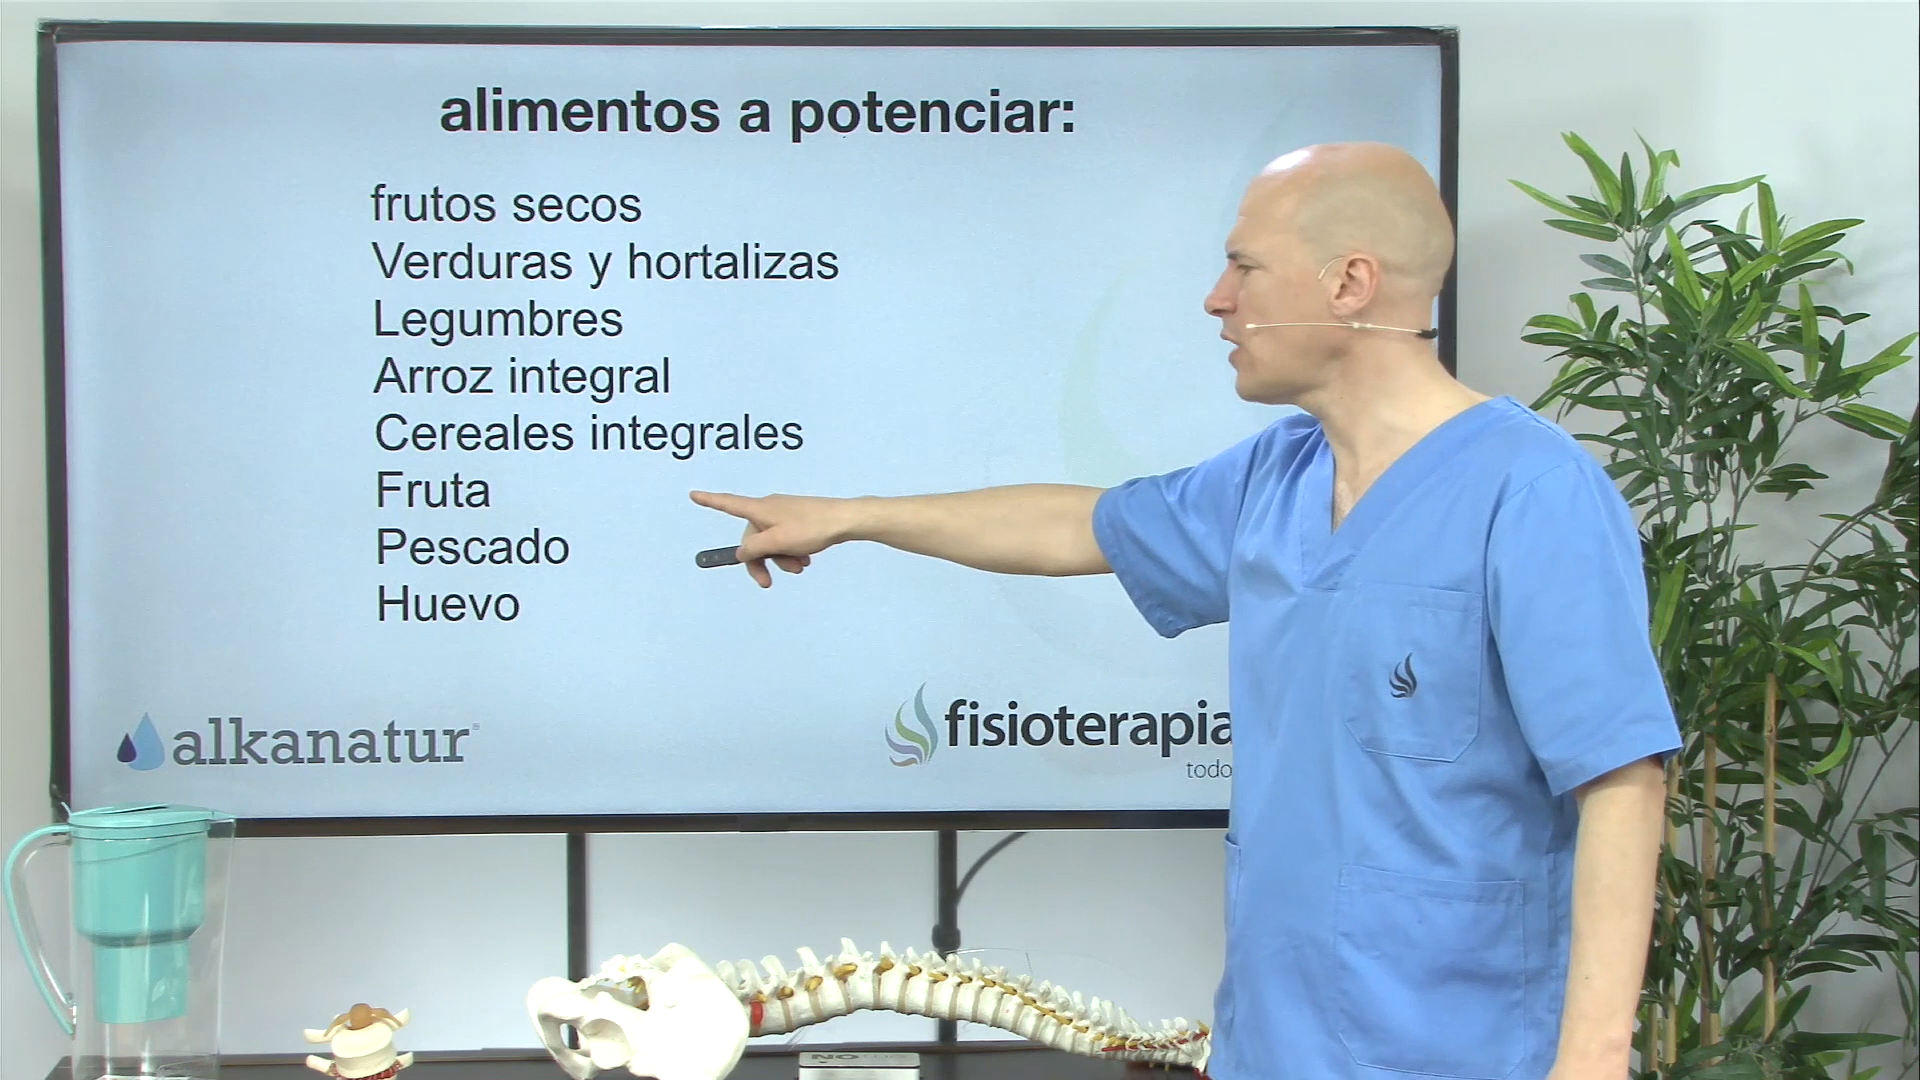 alimentos a potenciar:
frutos secos
Verduras y hortalizas
Legumbres
Arroz integral
Cereales integrales
Fruta
Pescado
Huevo
alkanatur
fisioterapia
todo